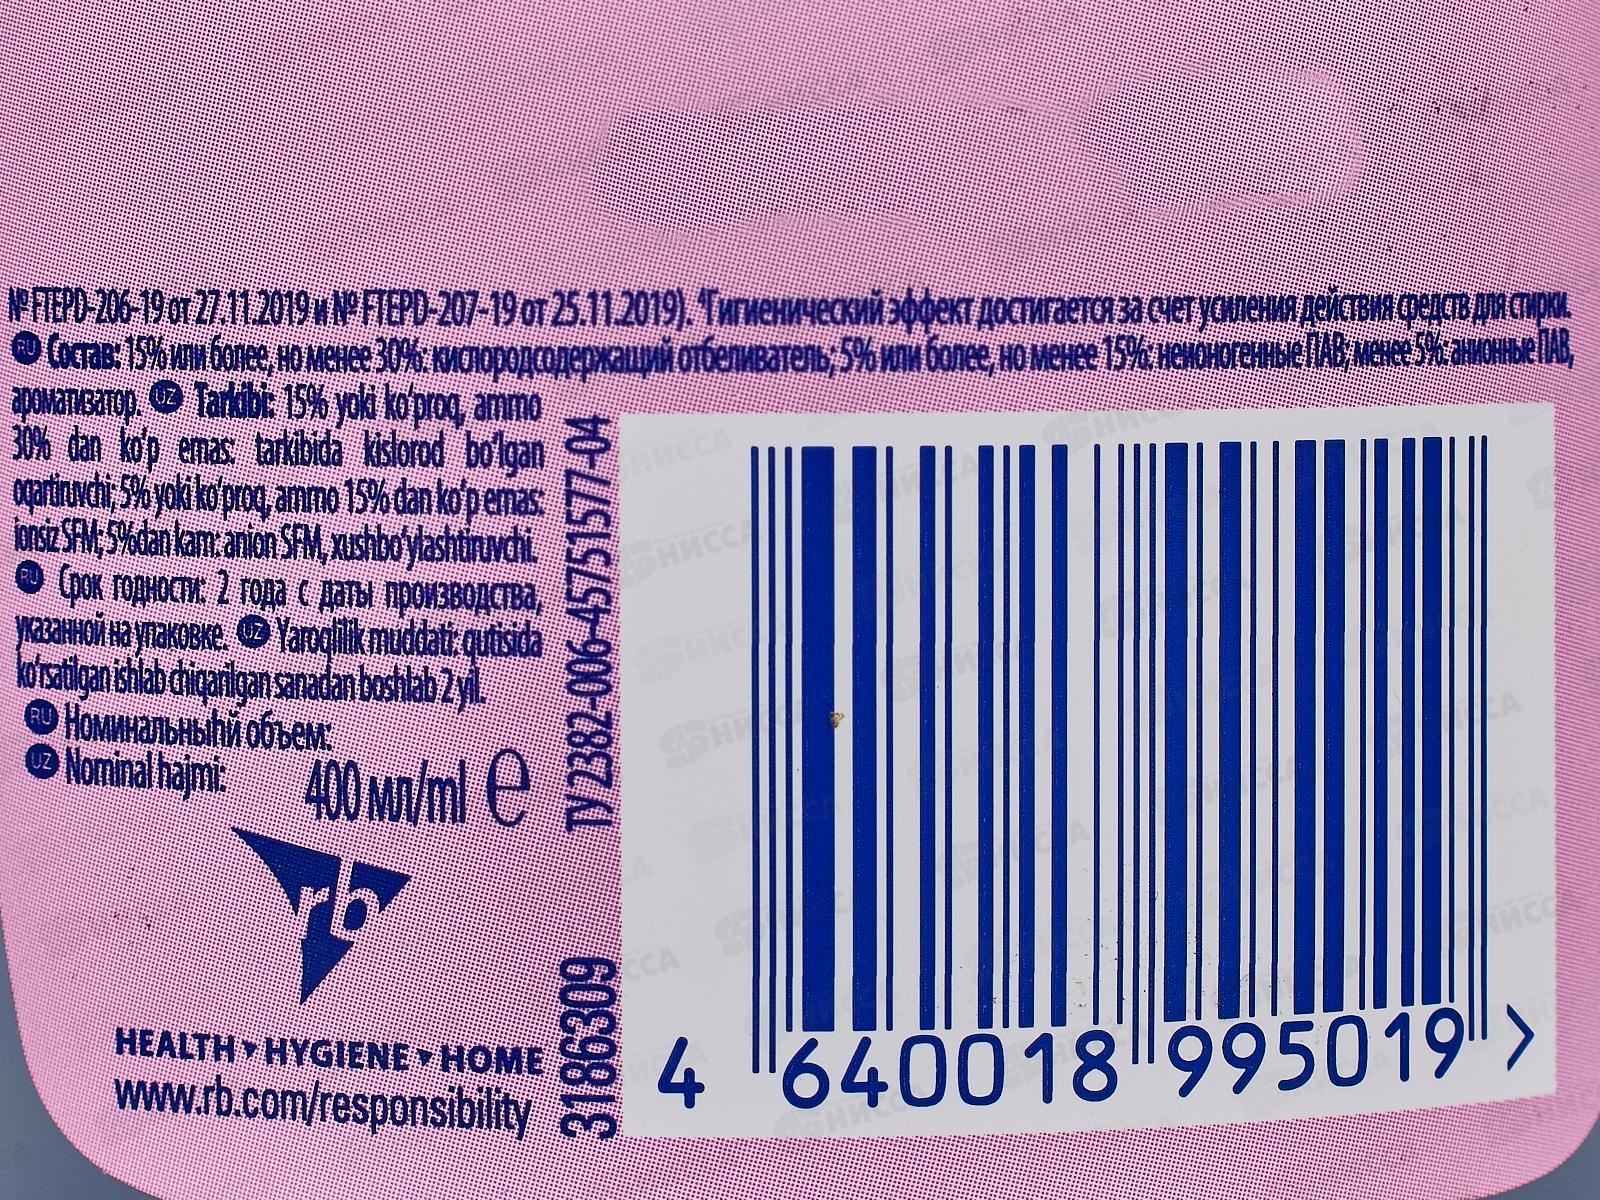 № FTEPD-206-19 от 27.11.2019 и № FTEPD-207-19 от 25.11.2019). ⁴Гигиенический эффект достигается за счет усиления действия средств для стирки.
RU Состав: 15% или более, но менее 30%: кислородсодержащий отбеливатель; 5% или более, но менее 15%: неионогенные ПАВ; менее 5%: анионные ПАВ,
ароматизатор. UZ Tarkibi: 15% yoki ko‘proq, ammo
30% dan ko‘p emas: tarkibida kislorod bo‘lgan
oqartiruvchi; 5% yoki ko‘proq, ammo 15% dan ko‘p emas:
ionsiz SFM; 5%dan kam: anion SFM, xushbo‘ylashtiruvchi.
RU Срок годности: 2 года с даты производства,
указанной на упаковке. UZ Yaroqlilik muddati: qutisida
ko‘rsatilgan ishlab chiqarilgan sanadan boshlab 2 yil.
RU Номинальныһй объем:
UZ Nominal hajmi:
400 мл/ml e
rb
HEALTH ▾ HYGIENE ▾ HOME
www.rb.com/responsibility
ТУ 2382-006-45751577-04
3186309
4 640018 995019 >
АНИССА